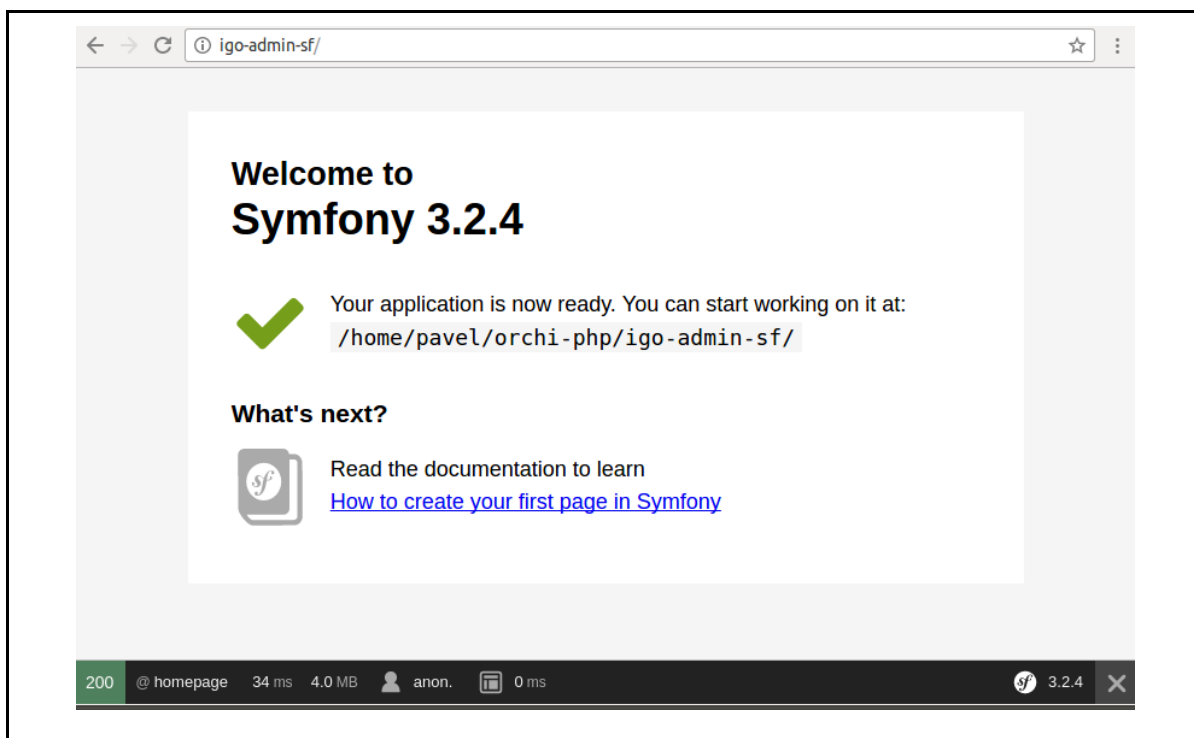 igo-admin-sf/
Welcome to
Symfony 3.2.4
Your application is now ready. You can start working on it at:
/home/pavel/orchi-php/igo-admin-sf/
What's next?
sf
Read the documentation to learn
How to create your first page in Symfony
200 @ homepage 34 ms 4.0 MB anon. 0 ms sf 3.2.4